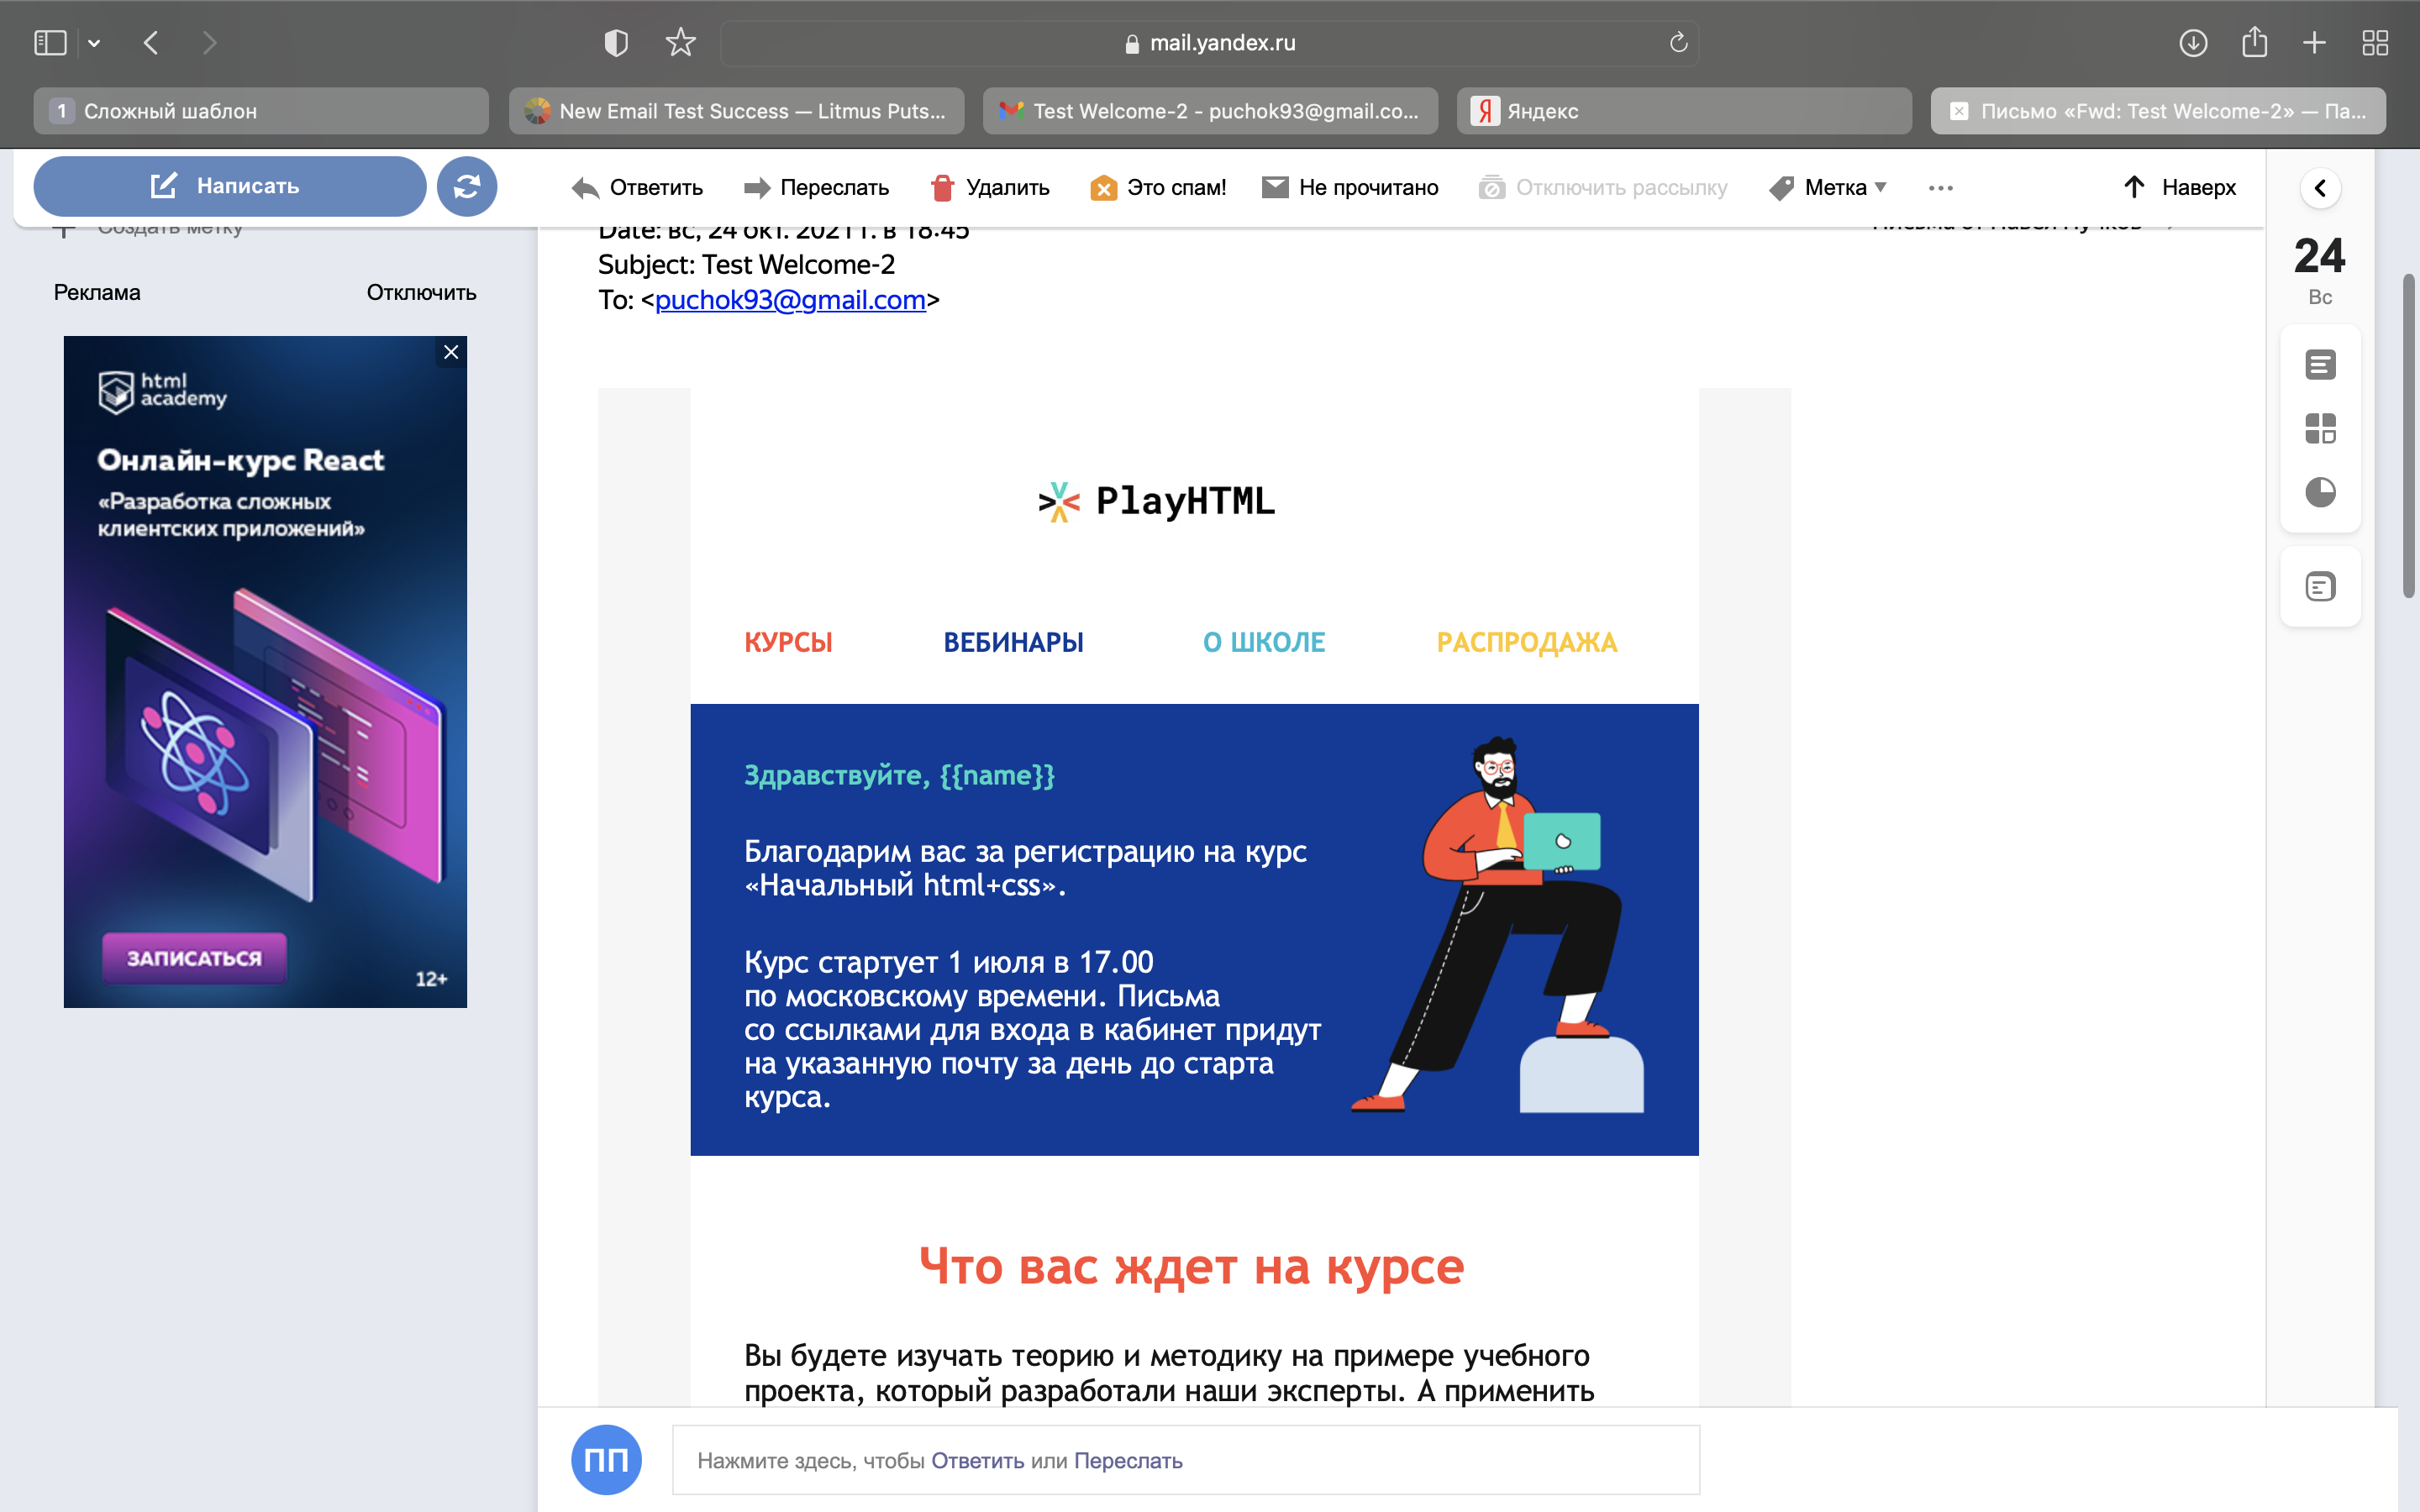 mail.yandex.ru
1 Сложный шаблон
New Email Test Success — Litmus Puts...
Test Welcome-2 - puchok93@gmail.co...
Я Яндекс
Письмо «Fwd: Test Welcome-2» — Па...
Написать
Ответить
Переслать
Удалить
Это спам!
Не прочитано
Отключить рассылку
Метка
Наверх
Создать метку
Реклама
Отключить
html
academy
Онлайн-курс React
«Разработка сложных
клиентских приложений»
ЗАПИСАТЬСЯ
12+
Date: вс, 24 окт. 2021 г. в 18:45
Subject: Test Welcome-2
To: <puchok93@gmail.com>
24
Вс
PlayHTML
КУРСЫ
ВЕБИНАРЫ
О ШКОЛЕ
РАСПРОДАЖА
Здравствуйте, {{name}}
Благодарим вас за регистрацию на курс
«Начальный html+css».
Курс стартует 1 июля в 17.00
по московскому времени. Письма
со ссылками для входа в кабинет придут
на указанную почту за день до старта
курса.
Что вас ждет на курсе
Вы будете изучать теорию и методику на примере учебного
проекта, который разработали наши эксперты. А применить
ПП
Нажмите здесь, чтобы Ответить или Переслать